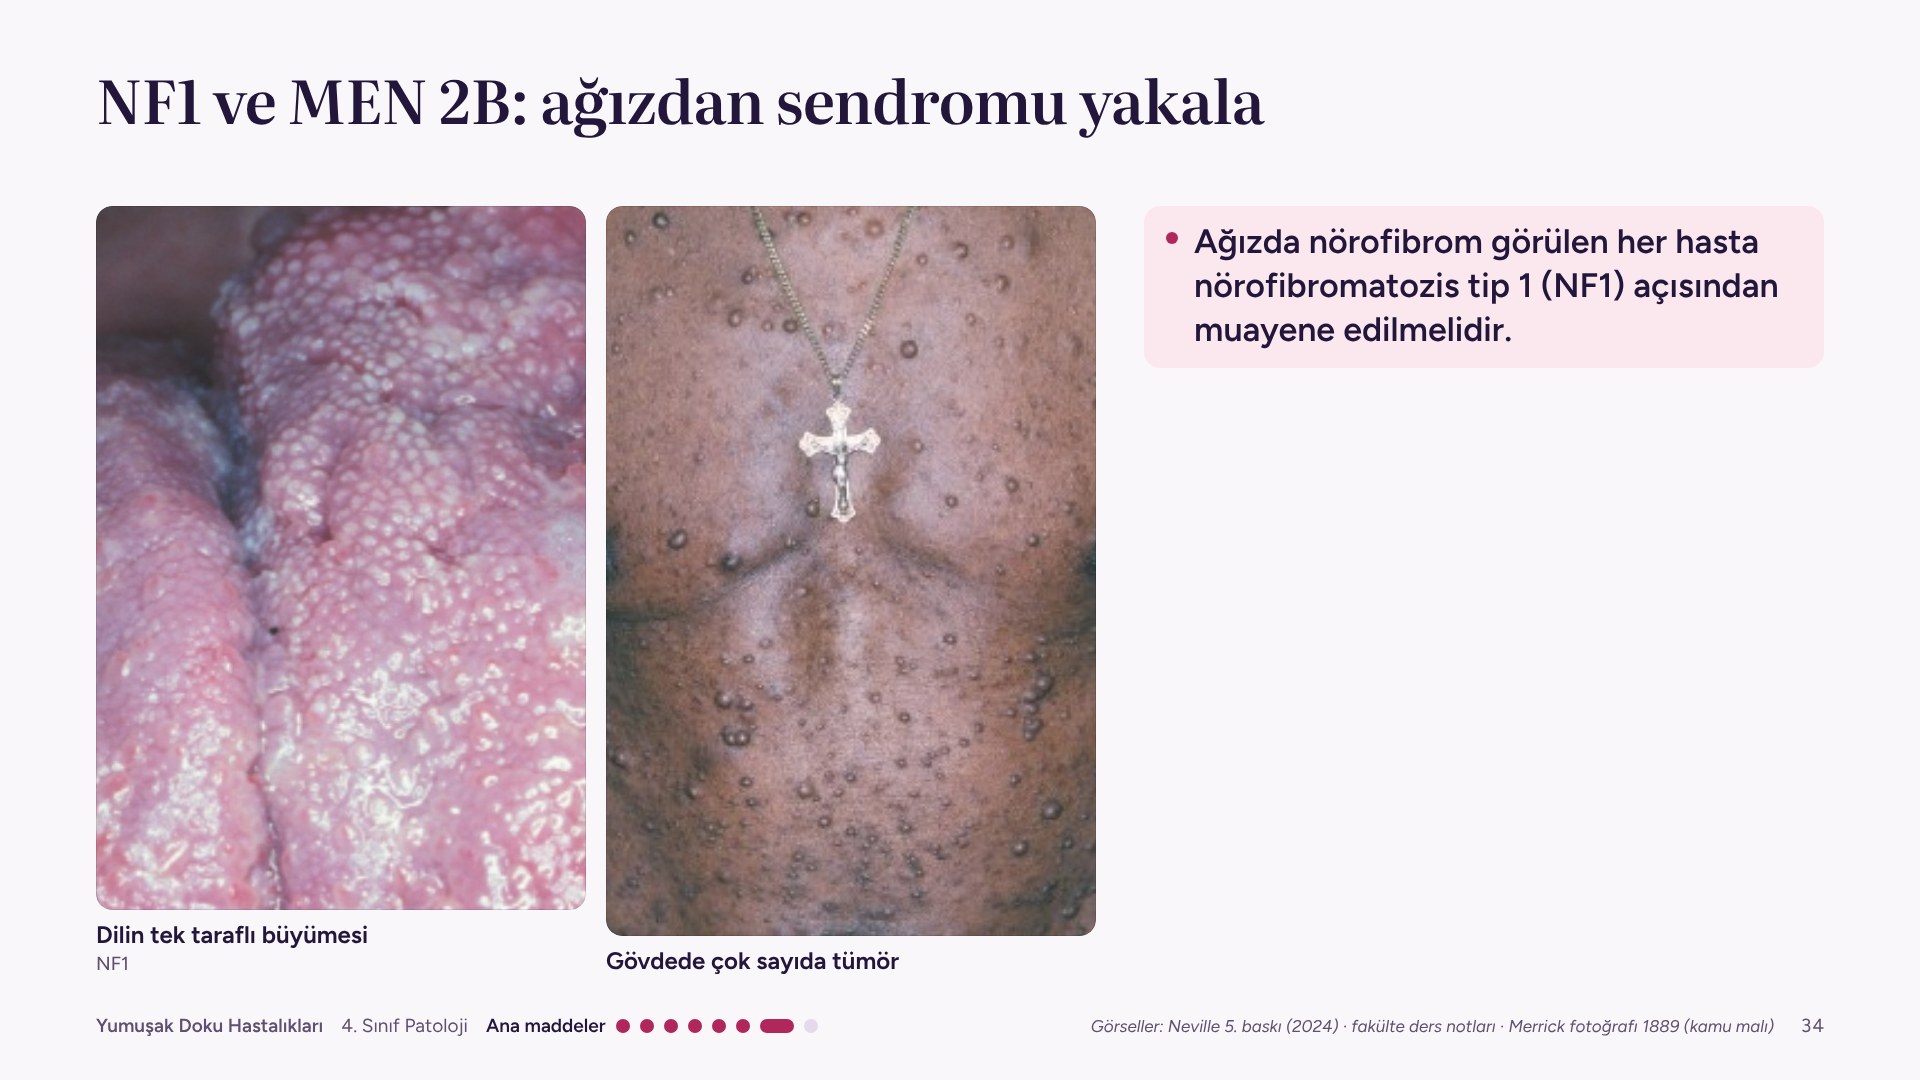 NF1 ve MEN 2B: ağızdan sendromu yakala
Ağızda nörofibrom görülen her hasta
nörofibromatozis tip 1 (NF1) açısından
muayene edilmelidir.
Dilin tek taraflı büyümesi
NF1
Gövdede çok sayıda tümör
Yumuşak Doku Hastalıkları 4. Sınıf Patoloji Ana maddeler
Görseller: Neville 5. baskı (2024) · fakülte ders notları · Merrick fotoğrafı 1889 (kamu malı) 34